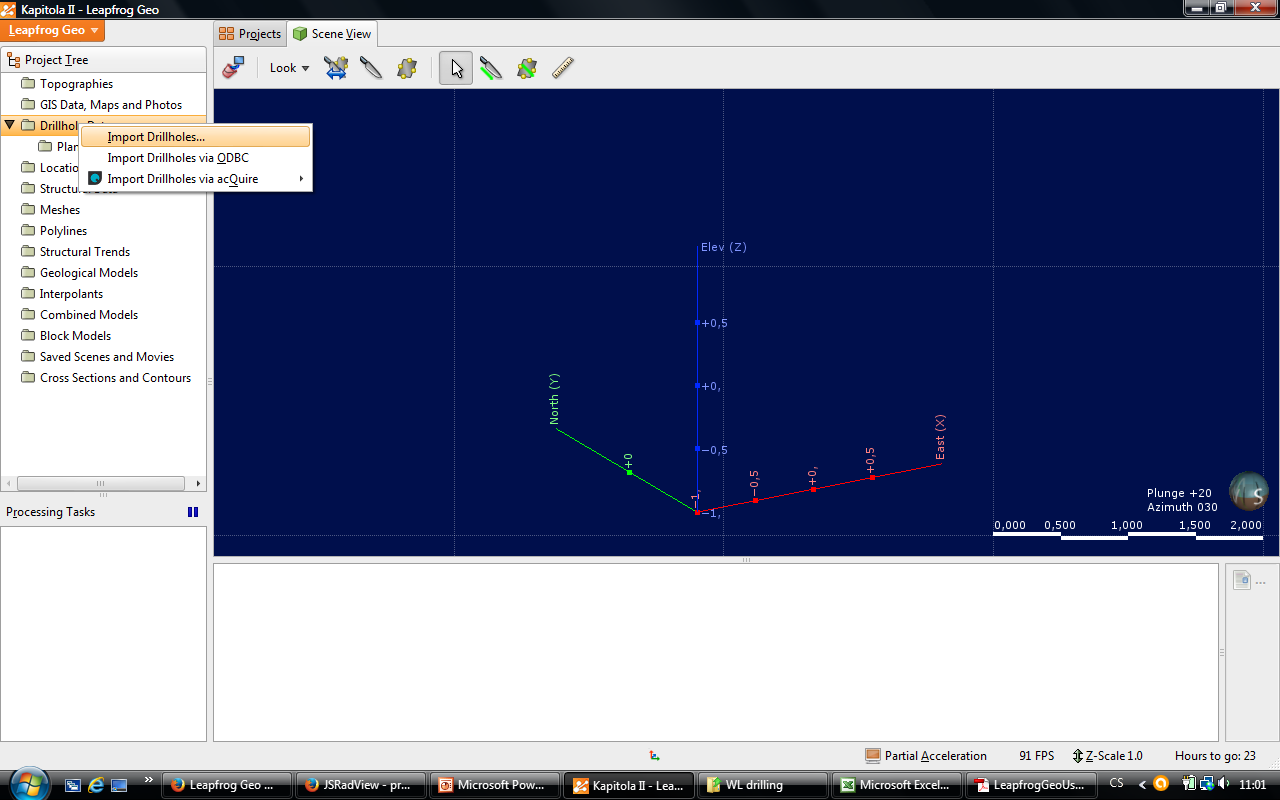 Kapitola II - Leapfrog Geo
Leapfrog Geo
Projects
Scene View
Project Tree
Look
Topographies
GIS Data, Maps and Photos
Drillhol
Import Drillholes...
Plan
Import Drillholes via ODBC
Locatio
Import Drillholes via acQuire
Structur
Meshes
Polylines
Structural Trends
Geological Models
Interpolants
Combined Models
Block Models
Saved Scenes and Movies
Cross Sections and Contours
Elev (Z)
+0,5
+0,
−0,5
−1,
North (Y)
+0
−1,
−0,5
+0,
+0,5
East (X)
Plunge +20
Azimuth 030
S
0,000 0,500 1,000 1,500 2,000
Processing Tasks
...
Partial Acceleration
91 FPS
Z-Scale 1.0
Hours to go: 23
Leapfrog Geo ...
JSRadView - pr...
Microsoft Pow...
Kapitola II - Lea...
WL drilling
Microsoft Excel...
LeapfrogGeoUs...
CS
11:01